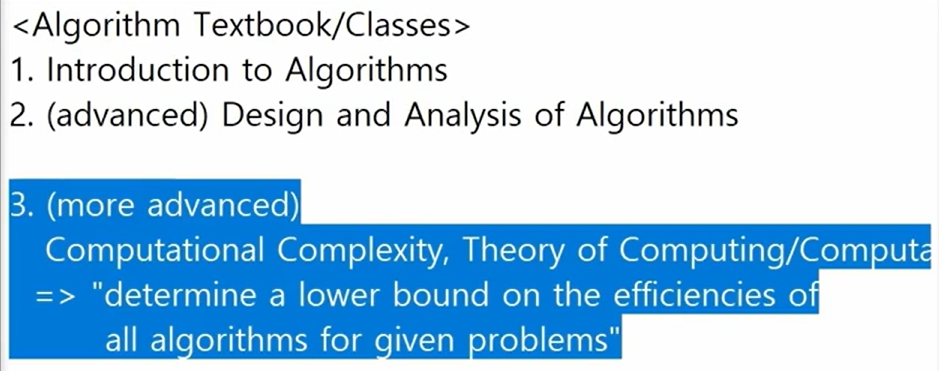 <Algorithm Textbook/Classes>
1. Introduction to Algorithms
2. (advanced) Design and Analysis of Algorithms
3. (more advanced)
Computational Complexity, Theory of Computing/Computa
=> "determine a lower bound on the efficiencies of
all algorithms for given problems"